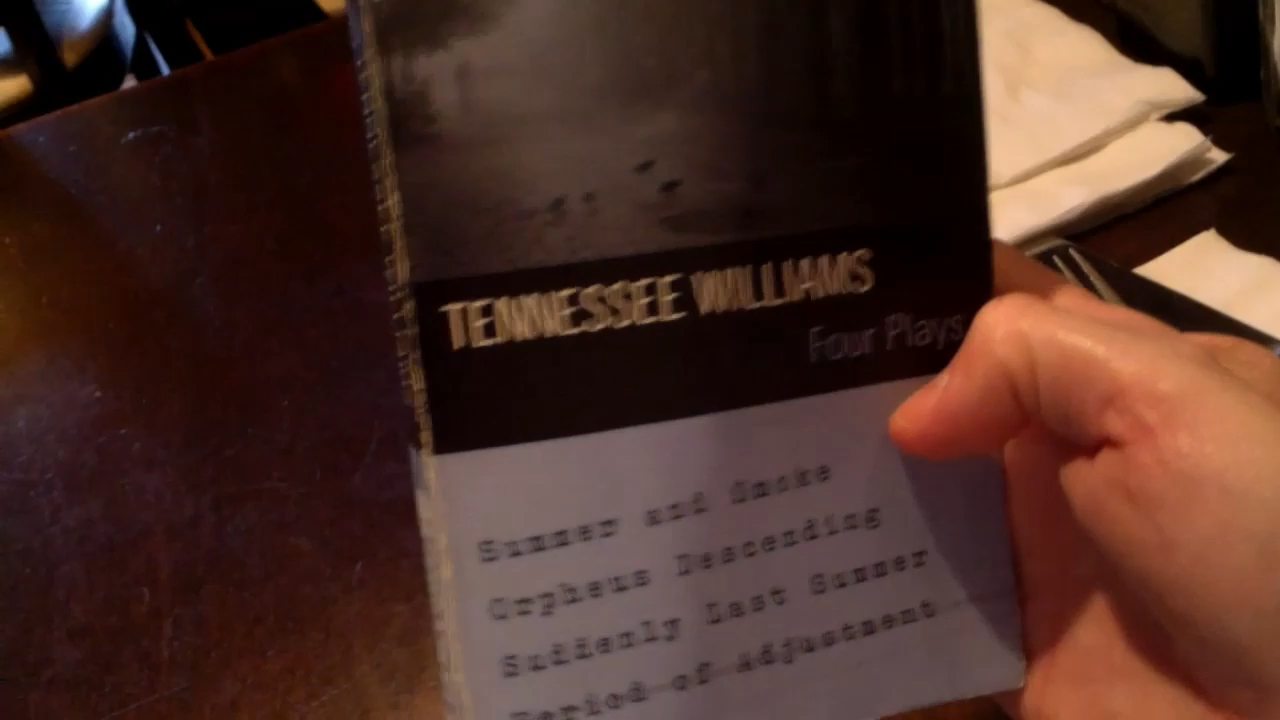 TENNESSEE WILLIAMS
Four Plays
Summer and Smoke
Orpheus Descending
Suddenly Last Summer
Period of Adjustment